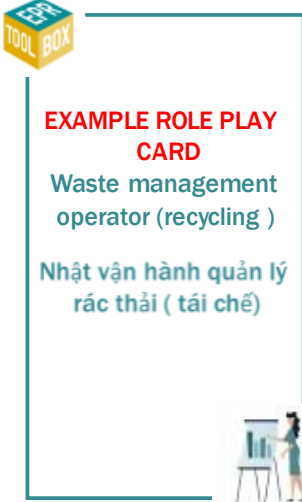 EPR
TOOL BOX
EXAMPLE ROLE PLAY
CARD
Waste management
operator (recycling )
Nhật vận hành quản lý
rác thải ( tái chế)